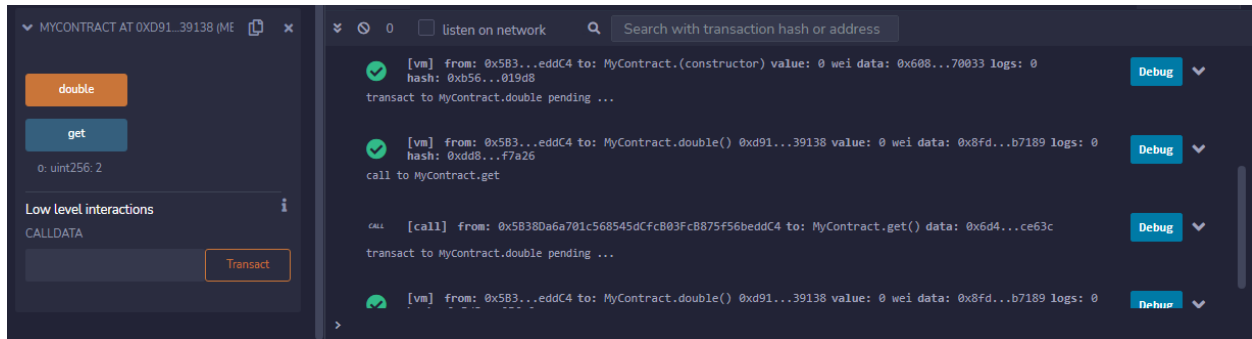 MYCONTRACT AT 0XD91...39138 (ME
double
get
0: uint256: 2
Low level interactions
CALLDATA
Transact
0 listen on network Search with transaction hash or address
[vm] from: 0x5B3...eddC4 to: MyContract.(constructor) value: 0 wei data: 0x608...70033 logs: 0
hash: 0xb56...019d8
Debug
transact to MyContract.double pending ...
[vm] from: 0x5B3...eddC4 to: MyContract.double() 0xd91...39138 value: 0 wei data: 0x8fd...b7189 logs: 0
hash: 0xdd8...f7a26
Debug
call to MyContract.get
CALL [call] from: 0x5B38Da6a701c568545dCfcB03FcB875f56beddC4 to: MyContract.get() data: 0x6d4...ce63c
Debug
transact to MyContract.double pending ...
[vm] from: 0x5B3...eddC4 to: MyContract.double() 0xd91...39138 value: 0 wei data: 0x8fd...b7189 logs: 0
Debug
>